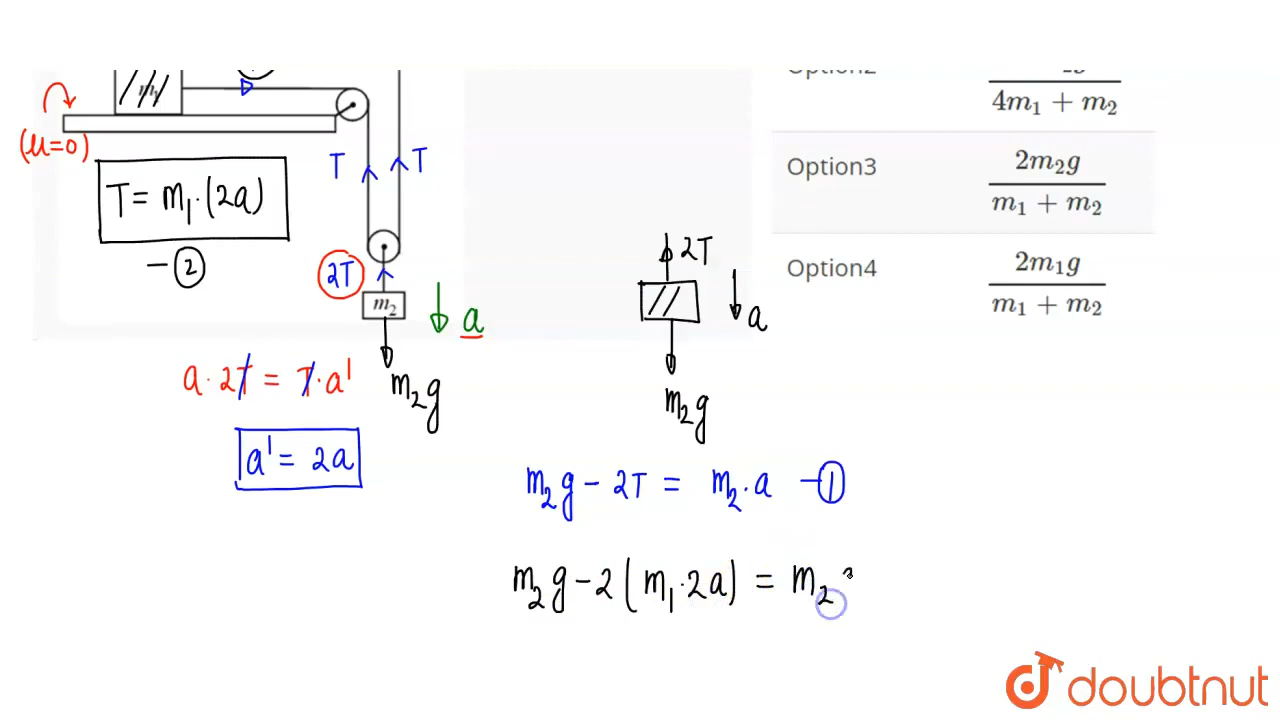 4m₁ + m₂
(μ=0)
T T
T = m₁·(2a)
Option3 2m₂g
m₁ + m₂
- 2
2T
2T
Option4 2m₁g
m₁ + m₂
m₂
a
a
a·2T = T·a'
m₂g
m₂g
a' = 2a
m₂g - 2T = m₂·a - 1
m₂g - 2(m₁·2a) = m₂
doubtnut